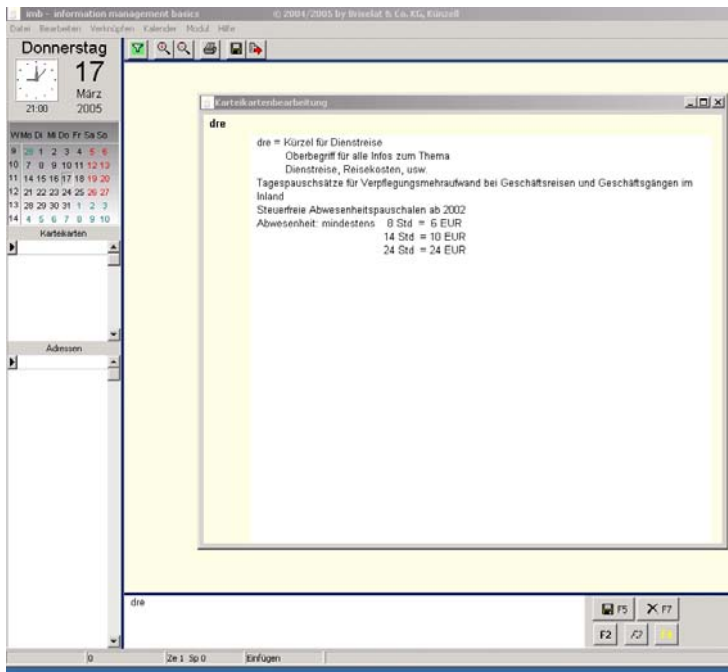 imb - information management basics © 2004/2005 by Briselat & Co. KG, Künzell
Datei Bearbeiten Verknüpfen Kalender Modul Hilfe
Donnerstag
17
März
21:00 2005
W Mo Di Mi Do Fr Sa So
9 28 1 2 3 4 5 6
10 7 8 9 10 11 12 13
11 14 15 16 17 18 19 20
12 21 22 23 24 25 26 27
13 28 29 30 31 1 2 3
14 4 5 6 7 8 9 10
Karteikarten
Adressen
Karteikartenbearbeitung
dre
dre = Kürzel für Dienstreise
Oberbegriff für alle Infos zum Thema
Dienstreise, Reisekosten, usw.
Tagespauschsätze für Verpflegungsmehraufwand bei Geschäftsreisen und Geschäftsgängen im
Inland
Steuerfreie Abwesenheitspauschalen ab 2002
Abwesenheit: mindestens 8 Std = 6 EUR
14 Std = 10 EUR
24 Std = 24 EUR
dre
F5 F7
F2
0 Ze 1 Sp 0 Einfügen